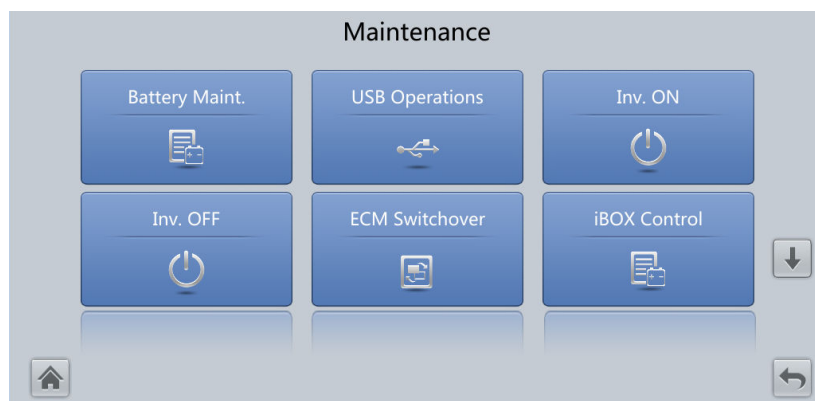 Maintenance
Battery Maint.
USB Operations
Inv. ON
Inv. OFF
ECM Switchover
iBOX Control